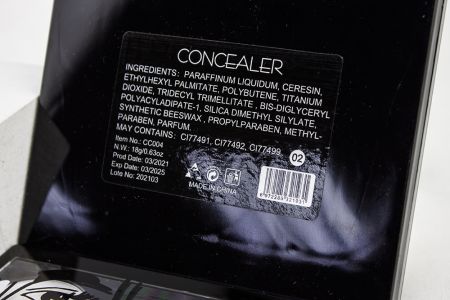 CONCEALER
INGREDIENTS: PARAFFINUM LIQUIDUM, CERESIN,
ETHYLHEXYL PALMITATE, POLYBUTENE, TITANIUM
DIOXIDE, TRIDECYL TRIMELLITATE , BIS-DIGLYCERYL
POLYACYLADIPATE-1, SILICA DIMETHYL SILYLATE,
SYNTHETIC BEESWAX , PROPYLPARABEN, METHYL-
PARABEN, PARFUM.
MAY CONTAINS: CI77491, CI77492, CI77499
Item No.: CC004
N.W.: 18g/0.63oz
Prod Date: 03/2021
Exp Date: 03/2025
Lote No: 202103
02
MADE IN CHINA